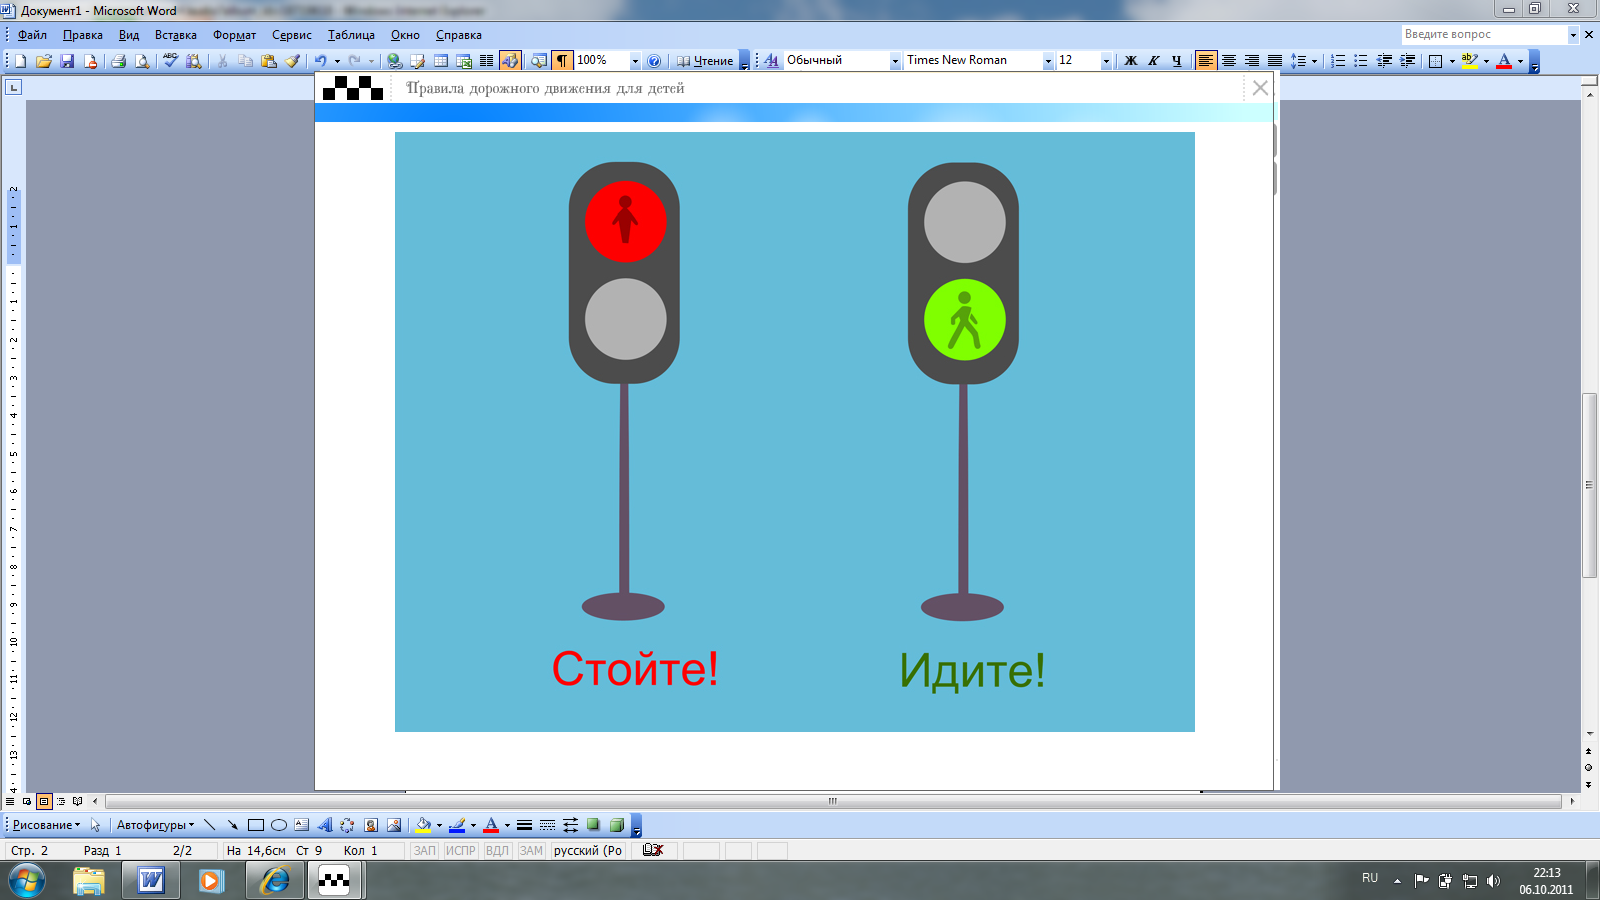 Документ1 - Microsoft Word
Файл Правка Вид Вставка Формат Сервис Таблица Окно Справка
Введите вопрос
100% Чтение Обычный Times New Roman 12 Ж К Ч
Правила дорожного движения для детей
Стойте! Идите!
Рисование Автофигуры
Стр. 2 Разд 1 2/2 На 14,6см Ст 9 Кол 1 ЗАП ИСПР ВДЛ ЗАМ русский (Ро
RU 22:13
06.10.2011